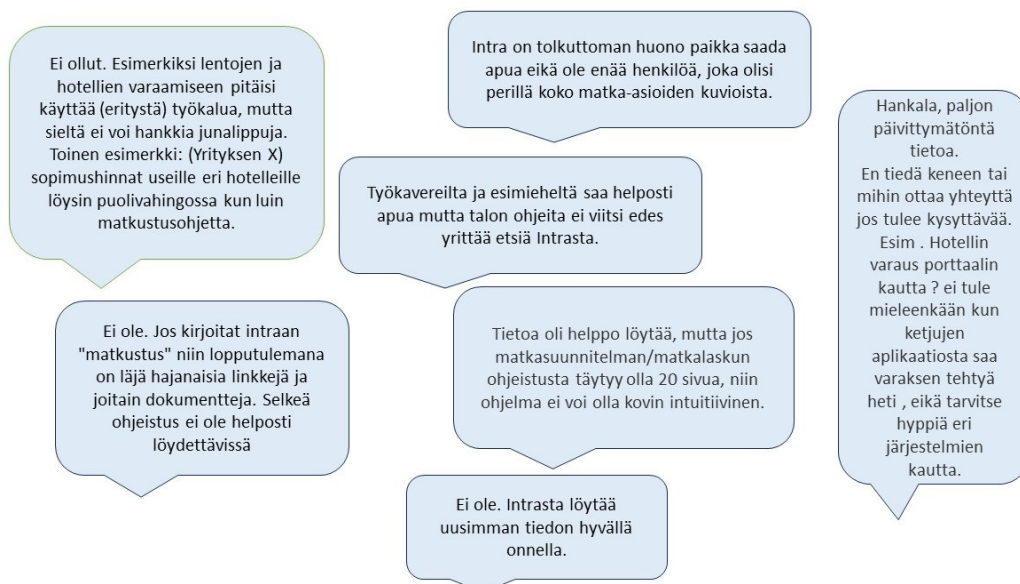 Ei ollut. Esimerkiksi lentojen ja
hotellien varaamiseen pitäisi
käyttää (eritystä) työkalua, mutta
sieltä ei voi hankkia junalippuja.
Toinen esimerkki: (Yrityksen X)
sopimushinnat useille eri hotelleille
löysin puolivahingossa kun luin
matkustusohjetta.
Intra on tolkuttoman huono paikka saada
apua eikä ole enää henkilöä, joka olisi
perillä koko matka-asioiden kuvioista.
Työkavereilta ja esimieheltä saa helposti
apua mutta talon ohjeita ei viitsi edes
yrittää etsiä Intrasta.
Hankala, paljon
päivittymätöntä
tietoa.
En tiedä keneen tai
mihin ottaa yhteyttä
jos tulee kysyttävää.
Esim . Hotellin
varaus porttaalin
kautta ? ei tule
mieleenkään kun
ketjujen
aplikaatiosta saa
varaksen tehtyä
heti , eikä tarvitse
hyppiä eri
järjestelmien
kautta.
Ei ole. Jos kirjoitat intraan
"matkustus" niin lopputulemana
on läjä hajanaisia linkkejä ja
joitain dokumentteja. Selkeä
ohjeistus ei ole helposti
löydettävissä
Tietoa oli helppo löytää, mutta jos
matkasuunnitelman/matkalaskun
ohjeistusta täytyy olla 20 sivua, niin
ohjelma ei voi olla kovin intuitiivinen.
Ei ole. Intrasta löytää
uusimman tiedon hyvällä
onnella.